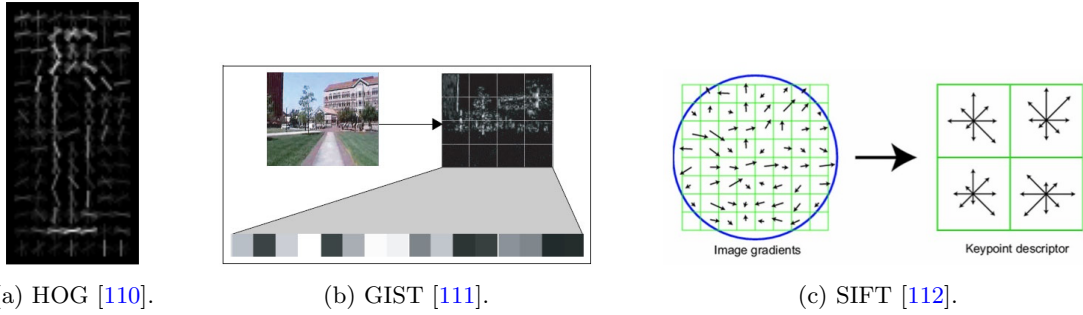 Image gradients
Keypoint descriptor
a) HOG [110].
(b) GIST [111].
(c) SIFT [112].